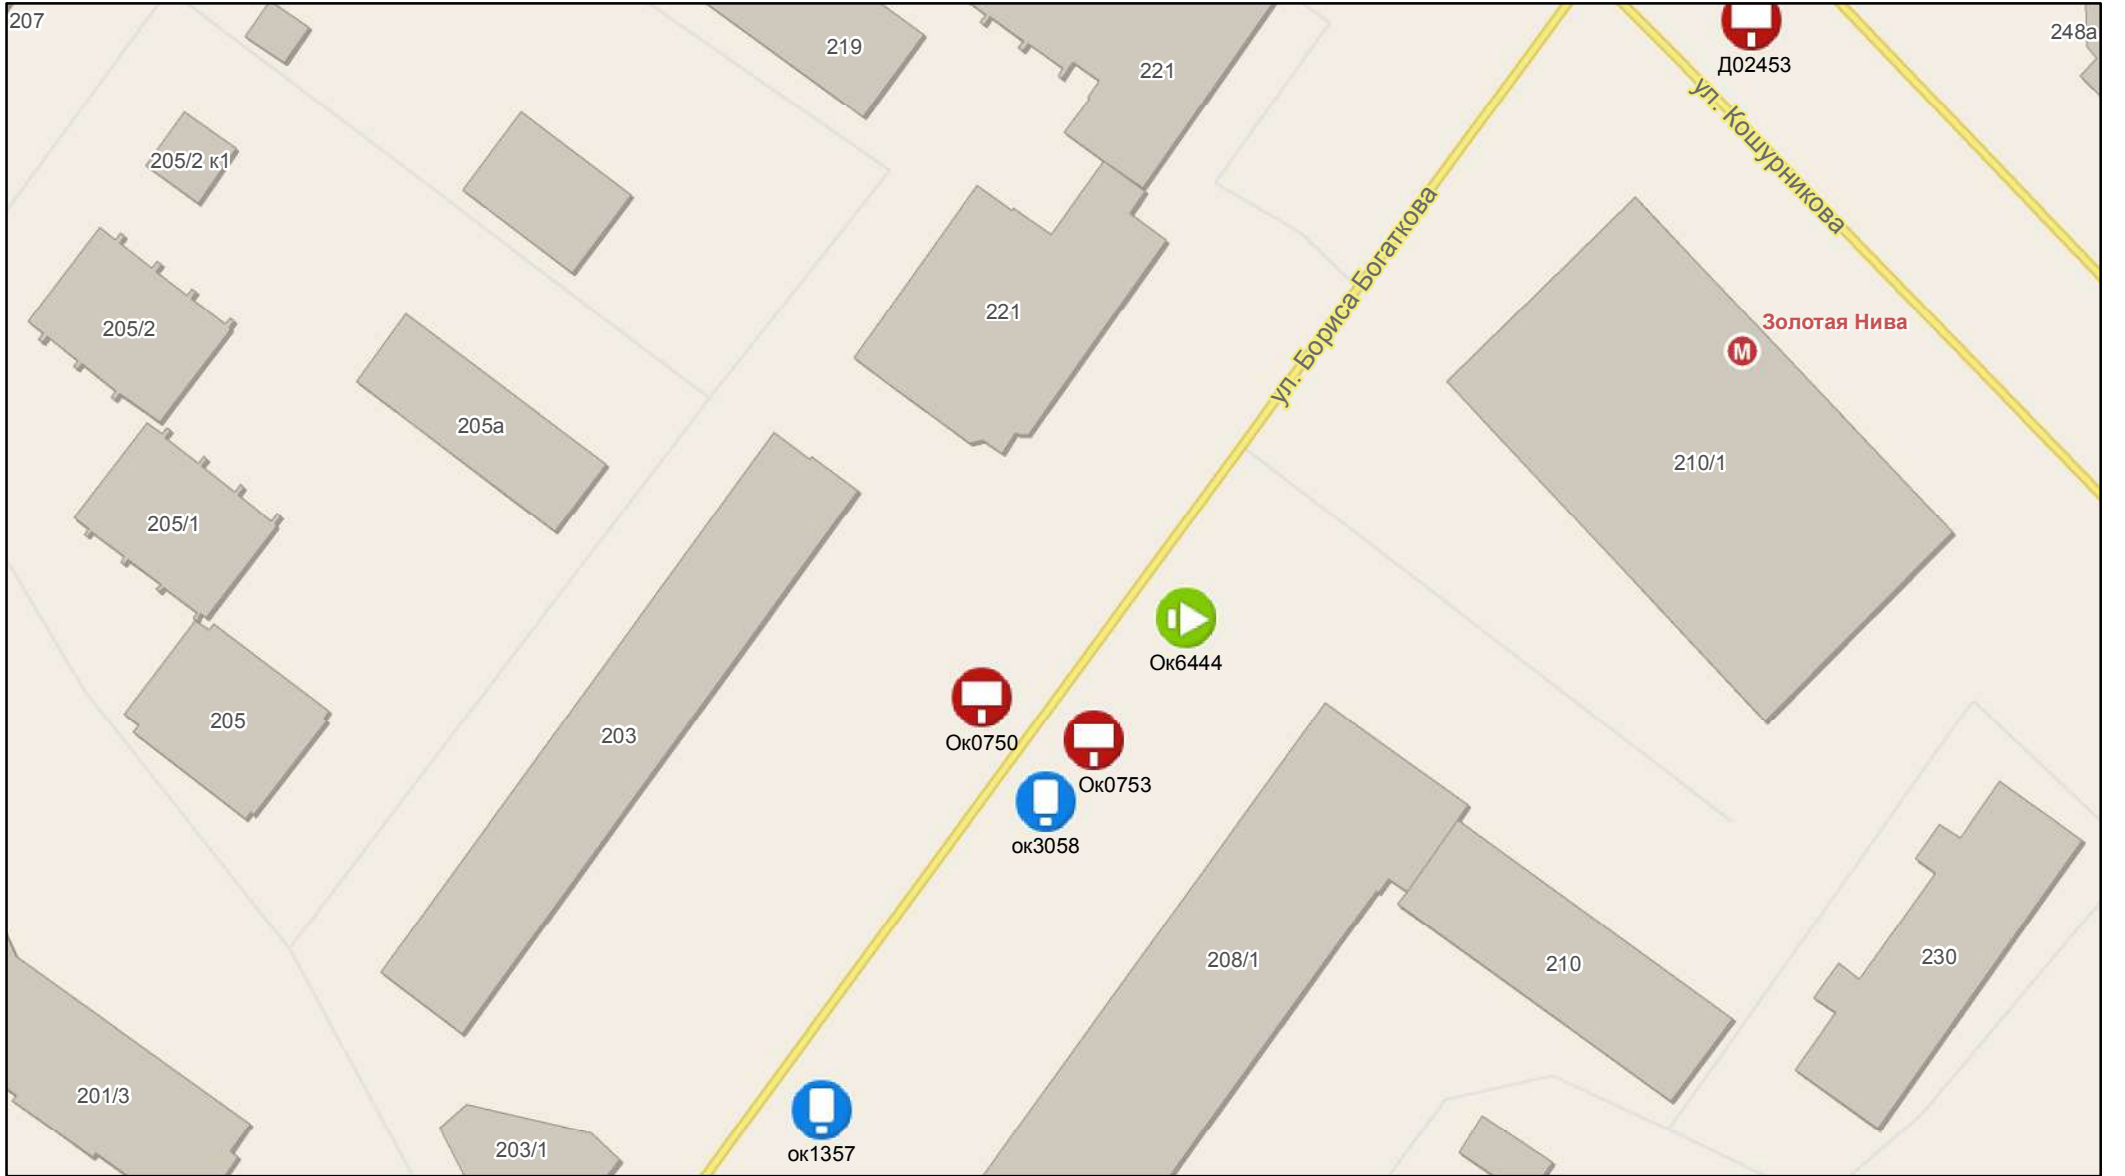 207
219
221
Д02453
248а
ул. Кошурникова
205/2 к1
ул. Бориса Богаткова
205/2
221
Золотая Нива
М
205а
210/1
205/1
Ок6444
205
203
Ок0750
Ок0753
ок3058
208/1
210
230
201/3
203/1
ок1357